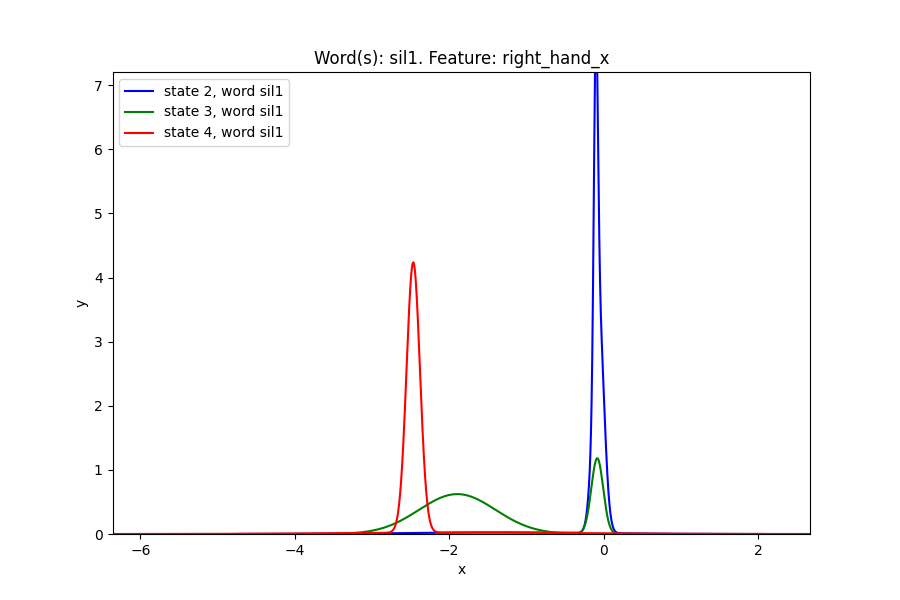 Word(s): sil1. Feature: right_hand_x
7
6
5
4
3
2
1
0
y
state 2, word sil1
state 3, word sil1
state 4, word sil1
−6
−4
−2
0
2
x